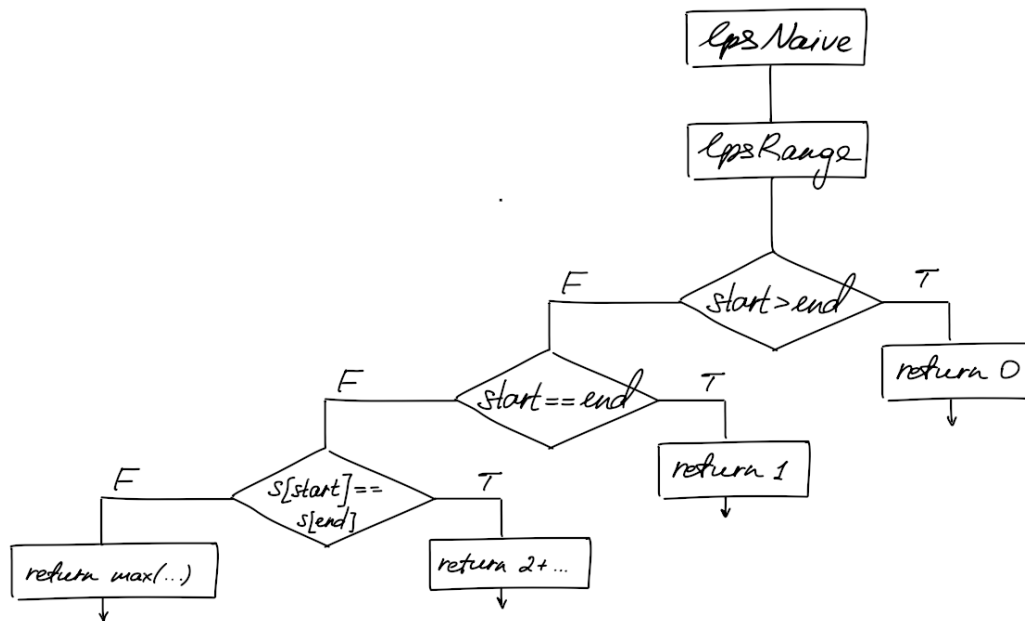 lpsNaive
lpsRange
F
T
start>end
return 0
F
T
start==end
return 1
F
T
s[start]==
s[end]
return max(...)
return 2+...